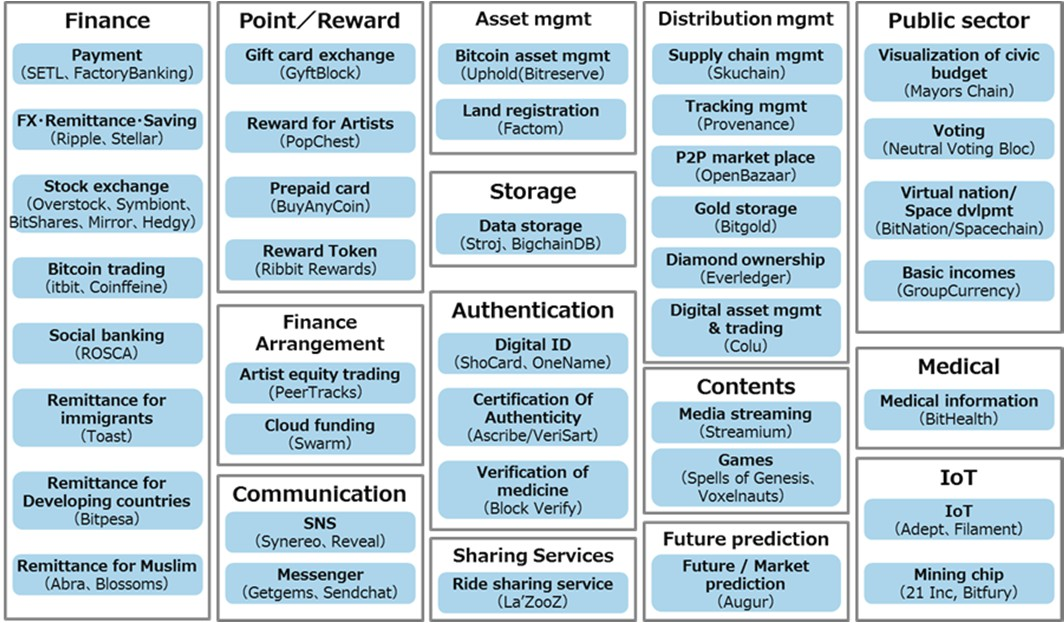 Finance
Payment
(SETL、FactoryBanking)
FX･Remittance･Saving
(Ripple、Stellar)
Stock exchange
(Overstock、Symbiont、
BitShares、Mirror、Hedgy)
Bitcoin trading
(itbit、Coinffeine)
Social banking
(ROSCA)
Remittance for
immigrants
(Toast)
Remittance for
Developing countries
(Bitpesa)
Remittance for Muslim
(Abra、Blossoms)
Point／Reward
Gift card exchange
(GyftBlock)
Reward for Artists
(PopChest)
Prepaid card
(BuyAnyCoin)
Reward Token
(Ribbit Rewards)
Finance
Arrangement
Artist equity trading
(PeerTracks)
Cloud funding
(Swarm)
Communication
SNS
(Synereo、Reveal)
Messenger
(Getgems、Sendchat)
Asset mgmt
Bitcoin asset mgmt
(Uphold(Bitreserve)
Land registration
(Factom)
Storage
Data storage
(Stroj、BigchainDB)
Authentication
Digital ID
(ShoCard、OneName)
Certification Of
Authenticity
(Ascribe/VeriSart)
Verification of
medicine
(Block Verify)
Sharing Services
Ride sharing service
(La’ZooZ)
Distribution mgmt
Supply chain mgmt
(Skuchain)
Tracking mgmt
(Provenance)
P2P market place
(OpenBazaar)
Gold storage
(Bitgold)
Diamond ownership
(Everledger)
Digital asset mgmt
& trading
(Colu)
Contents
Media streaming
(Streamium)
Games
(Spells of Genesis、
Voxelnauts)
Future prediction
Future / Market
prediction
(Augur)
Public sector
Visualization of civic
budget
(Mayors Chain)
Voting
(Neutral Voting Bloc)
Virtual nation/
Space dvlpmt
(BitNation/Spacechain)
Basic incomes
(GroupCurrency)
Medical
Medical information
(BitHealth)
IoT
IoT
(Adept、Filament)
Mining chip
(21 Inc, Bitfury)